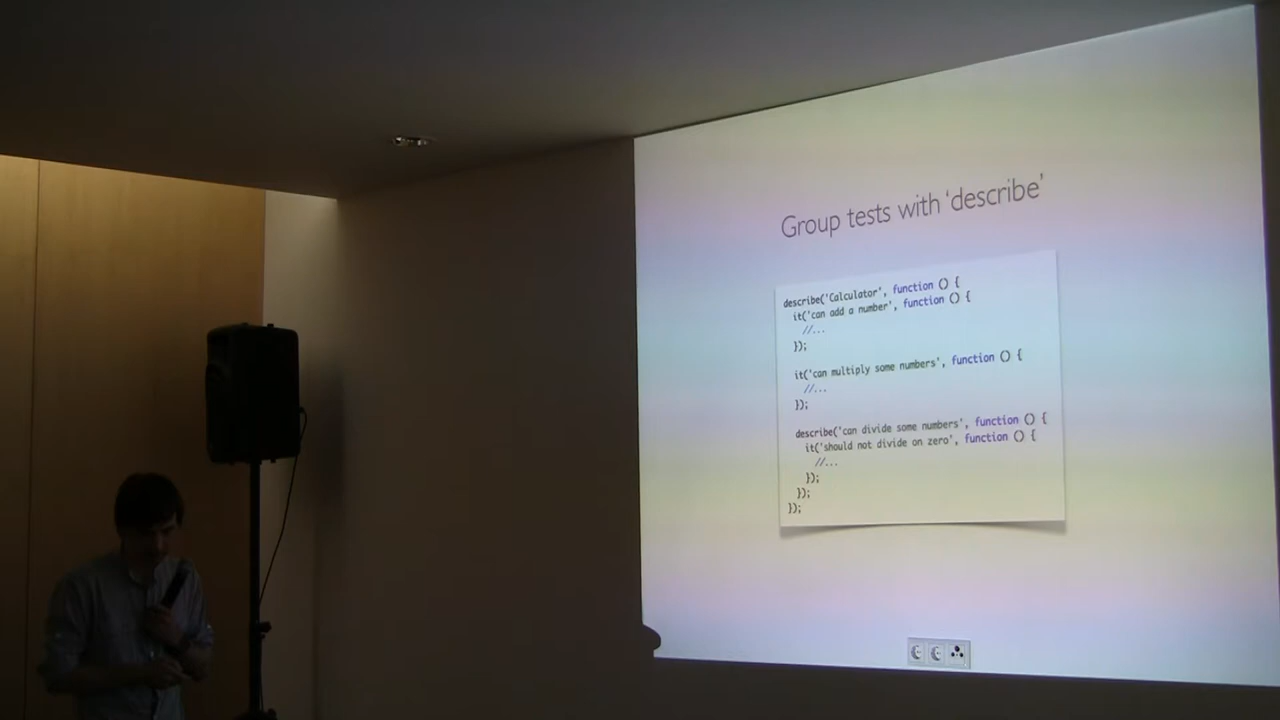 Group tests with 'describe'
describe('Calculator', function () {
it('can add a number', function () {
//...
});
it('can multiply some numbers', function () {
//...
});
describe('can divide some numbers', function () {
it('should not divide on zero', function () {
//...
});
});
});